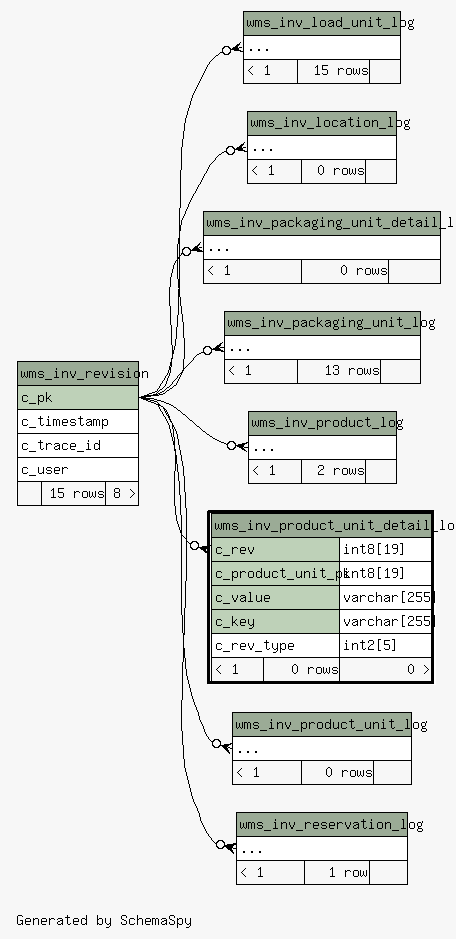 wms_inv_load_unit_log
...
< 1 15 rows
wms_inv_location_log
...
< 1 0 rows
wms_inv_packaging_unit_detail_l
...
< 1 0 rows
wms_inv_packaging_unit_log
...
< 1 13 rows
wms_inv_revision
c_pk
c_timestamp
c_trace_id
c_user
15 rows 8 >
wms_inv_product_log
...
< 1 2 rows
wms_inv_product_unit_detail_lo
c_rev int8[19]
c_product_unit_pk int8[19]
c_value varchar[255]
c_key varchar[255]
c_rev_type int2[5]
< 1 0 rows 0 >
wms_inv_product_unit_log
...
< 1 0 rows
wms_inv_reservation_log
...
< 1 1 row
Generated by SchemaSpy